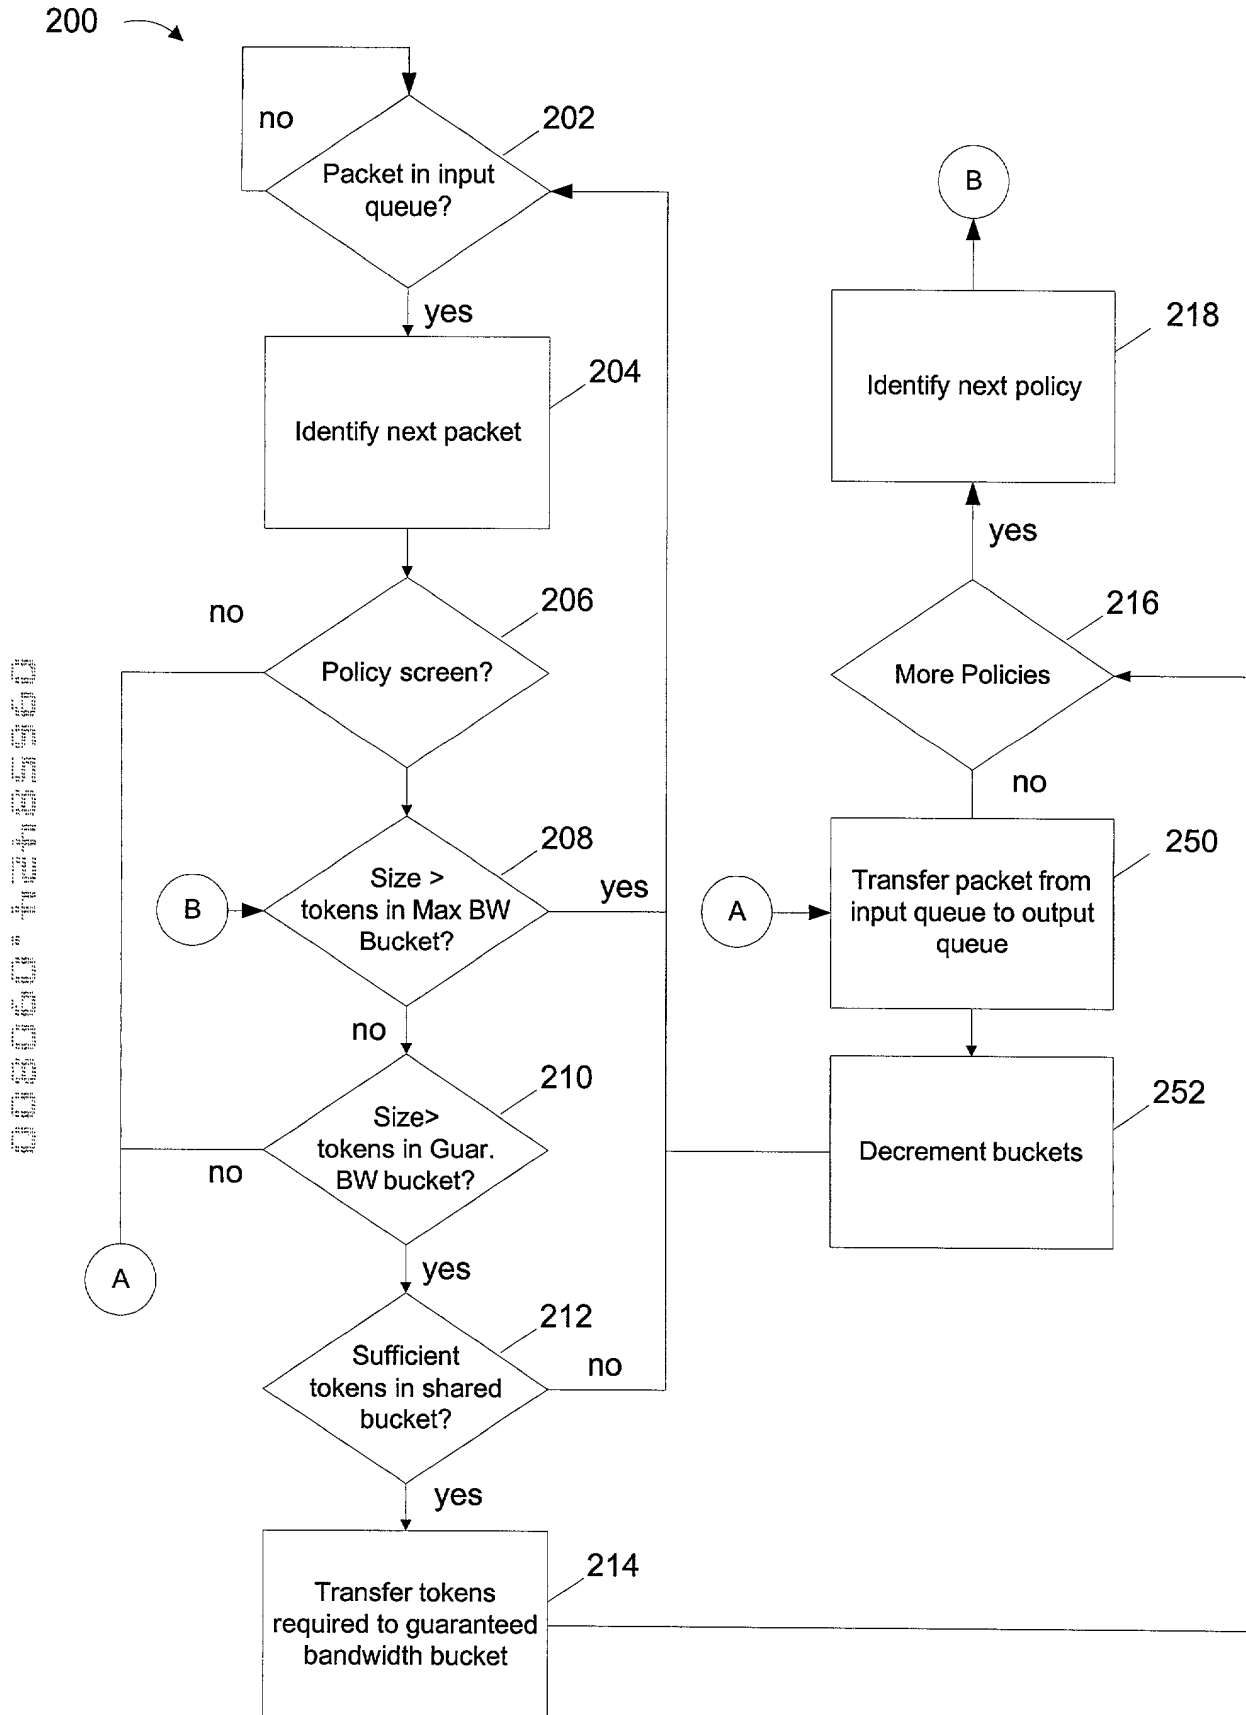 200
no
202
Packet in input
queue?
yes
204
Identify next packet
no
206
Policy screen?
B
Size >
tokens in Max BW
Bucket?
208
yes
no
210
Size>
tokens in Guar.
BW bucket?
no
A
yes
212
Sufficient
tokens in shared
bucket?
no
yes
214
Transfer tokens
required to guaranteed
bandwidth bucket
B
218
Identify next policy
yes
216
More Policies
no
250
A
Transfer packet from
input queue to output
queue
252
Decrement buckets